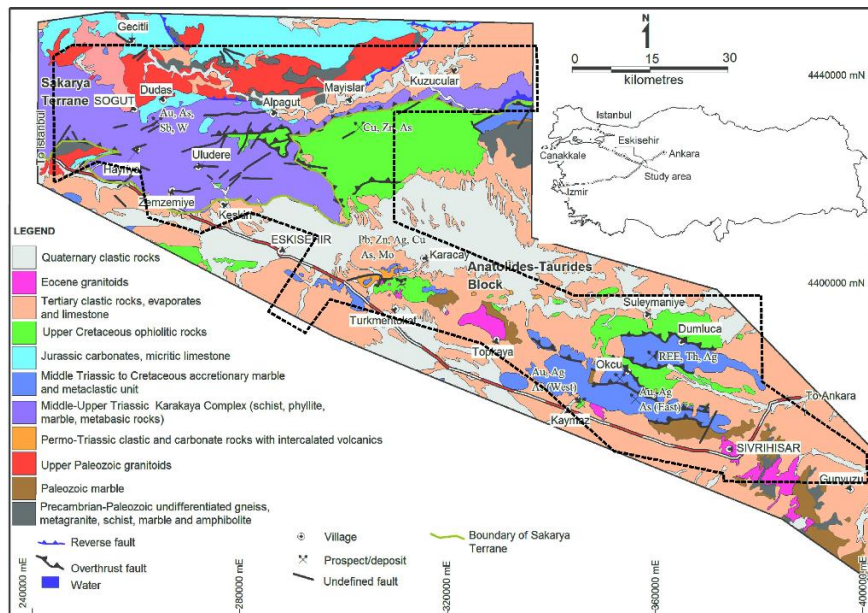 Gecitli
N
0 15 30
kilometres
4440000 mN
Sakarya
Terrane
Dudas
SOGUT
Mayislar
Kuzucular
Alpagut
Au, As,
Sb, W
Cu, Zn, As
To Istanbul
Uludere
Hayriye
Zemzemiye
Keskin
Istanbul
Eskisehir
Canakkale
Ankara
Study area
Izmir
ESKISEHIR
Pb, Zn, Ag, Cu
As, Mo
Karacay
Anatolides-Taurides
Block
4400000 mN
Suleymaniye
Turkmentokat
Dumluca
Topkaya
REE, Th, Ag
Okcu
Au, Ag
As (West)
Au, Ag
As (East)
To Ankara
Kaymaz
SIVRIHISAR
Gunyuzu
LEGEND
Quaternary clastic rocks
Eocene granitoids
Tertiary clastic rocks, evaporates
and limestone
Upper Cretaceous ophiolitic rocks
Jurassic carbonates, micritic limestone
Middle Triassic to Cretaceous accretionary marble
and metaclastic unit
Middle-Upper Triassic Karakaya Complex (schist, phyllite,
marble, metabasic rocks)
Permo-Triassic clastic and carbonate rocks with intercalated volcanics
Upper Paleozoic granitoids
Paleozoic marble
Precambrian-Paleozoic undifferentiated gneiss,
metagranite, schist, marble and amphibolite
Reverse fault
Overthrust fault
Water
Village
Prospect/deposit
Undefined fault
Boundary of Sakarya
Terrane
240000 mE
280000 mE
320000 mE
360000 mE
400000 mE